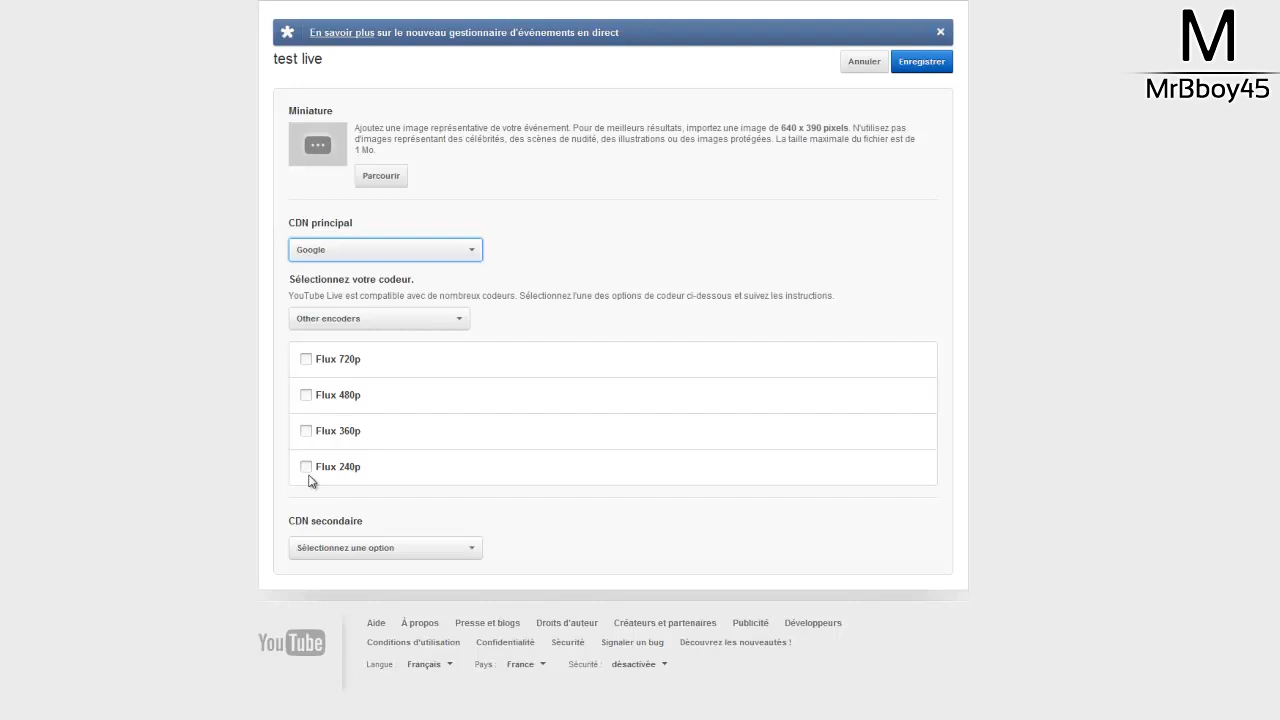 M
MrBboy45
En savoir plus sur le nouveau gestionnaire d'événements en direct
test live
Annuler
Enregistrer
Miniature
Ajoutez une image représentative de votre événement. Pour de meilleurs résultats, importez une image de 640 x 390 pixels. N'utilisez pas
d'images représentant des célébrités, des scènes de nudité, des illustrations ou des images protégées. La taille maximale du fichier est de
1 Mo.
Parcourir
CDN principal
Google
Sélectionnez votre codeur.
YouTube Live est compatible avec de nombreux codeurs. Sélectionnez l'une des options de codeur ci-dessous et suivez les instructions.
Other encoders
Flux 720p
Flux 480p
Flux 360p
Flux 240p
CDN secondaire
Sélectionnez une option
YouTube
Aide À propos Presse et blogs Droits d'auteur Créateurs et partenaires Publicité Développeurs
Conditions d'utilisation Confidentialité Sécurité Signaler un bug Découvrez les nouveautés !
Langue : Français Pays : France Sécurité : désactivée